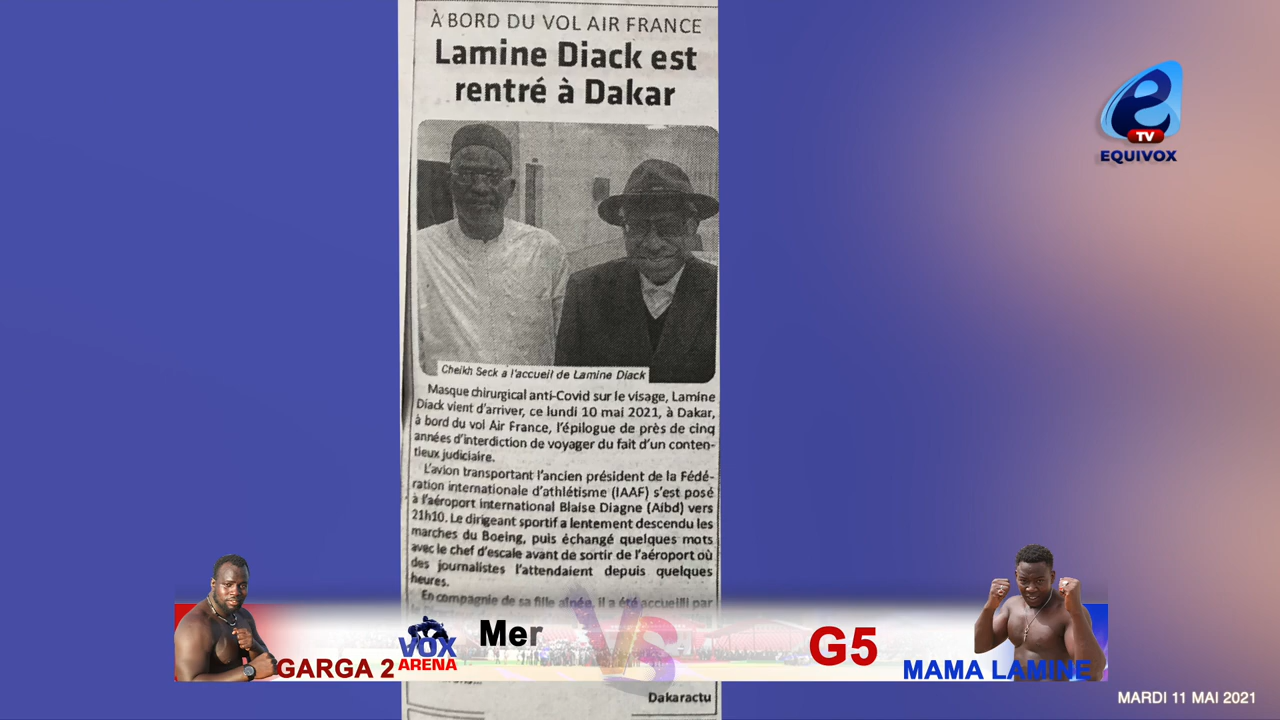 À BORD DU VOL AIR FRANCE
Lamine Diack est
rentré à Dakar
Cheikh Seck à l'accueil de Lamine Diack
Masque chirurgical anti-Covid sur le visage, Lamine
Diack vient d'arriver, ce lundi 10 mai 2021, à Dakar,
à bord du vol Air France, l'épilogue de près de cinq
années d'interdiction de voyager du fait d'un conten-
tieux judiciaire.
L'avion transportant l'ancien président de la Fédé-
ration internationale d'athlétisme (IAAF) s'est posé
à l'aéroport international Blaise Diagne (Aibd) vers
21h10. Le dirigeant sportif a lentement descendu les
marches du Boeing, puis échangé quelques mots
avec le chef d'escale avant de sortir de l'aéroport où
des journalistes l'attendaient depuis quelques
heures.
En compagnie de sa fille aînée, il a été accueilli par
Dakaractu
e
TV
EQUIVOX
GARGA 2
VOX
ARENA
Mer
VS
G5
MAMA LAMINE
MARDI 11 MAI 2021